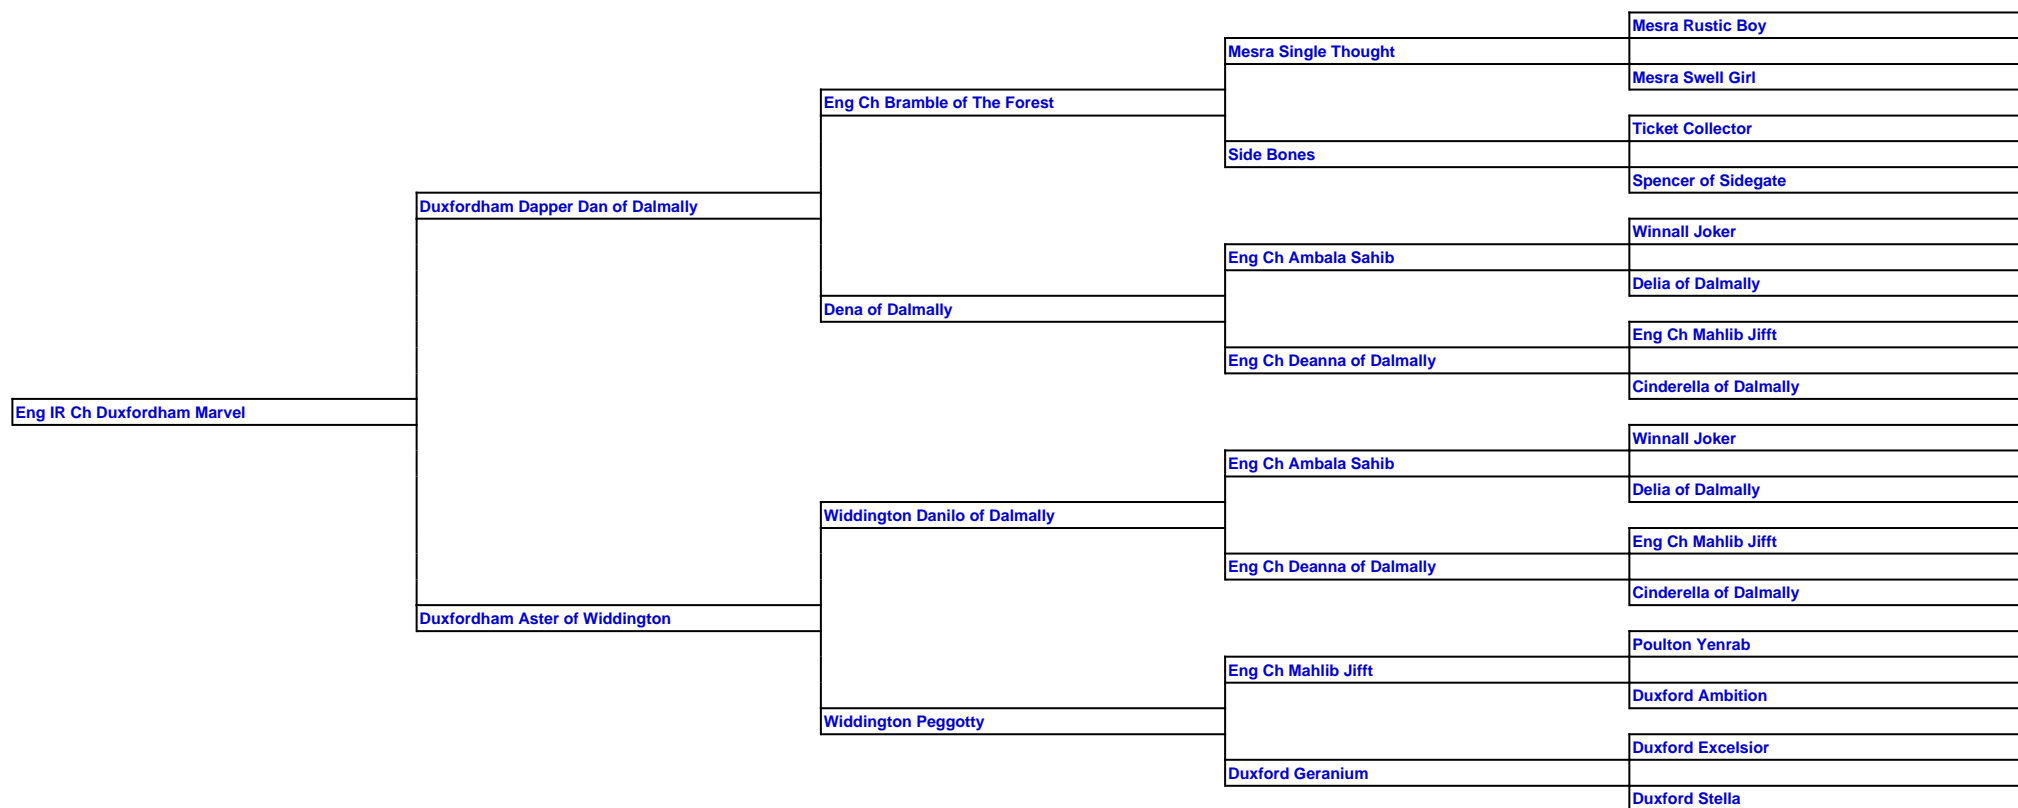 Mesra Rustic Boy
Mesra Single Thought
Mesra Swell Girl
Eng Ch Bramble of The Forest
Ticket Collector
Side Bones
Spencer of Sidegate
Duxfordham Dapper Dan of Dalmally
Winnall Joker
Eng Ch Ambala Sahib
Delia of Dalmally
Dena of Dalmally
Eng Ch Mahlib Jifft
Eng Ch Deanna of Dalmally
Cinderella of Dalmally
Eng IR Ch Duxfordham Marvel
Winnall Joker
Eng Ch Ambala Sahib
Delia of Dalmally
Widdington Danilo of Dalmally
Eng Ch Mahlib Jifft
Eng Ch Deanna of Dalmally
Cinderella of Dalmally
Duxfordham Aster of Widdington
Poulton Yenrab
Eng Ch Mahlib Jifft
Duxford Ambition
Widdington Peggotty
Duxford Excelsior
Duxford Geranium
Duxford Stella